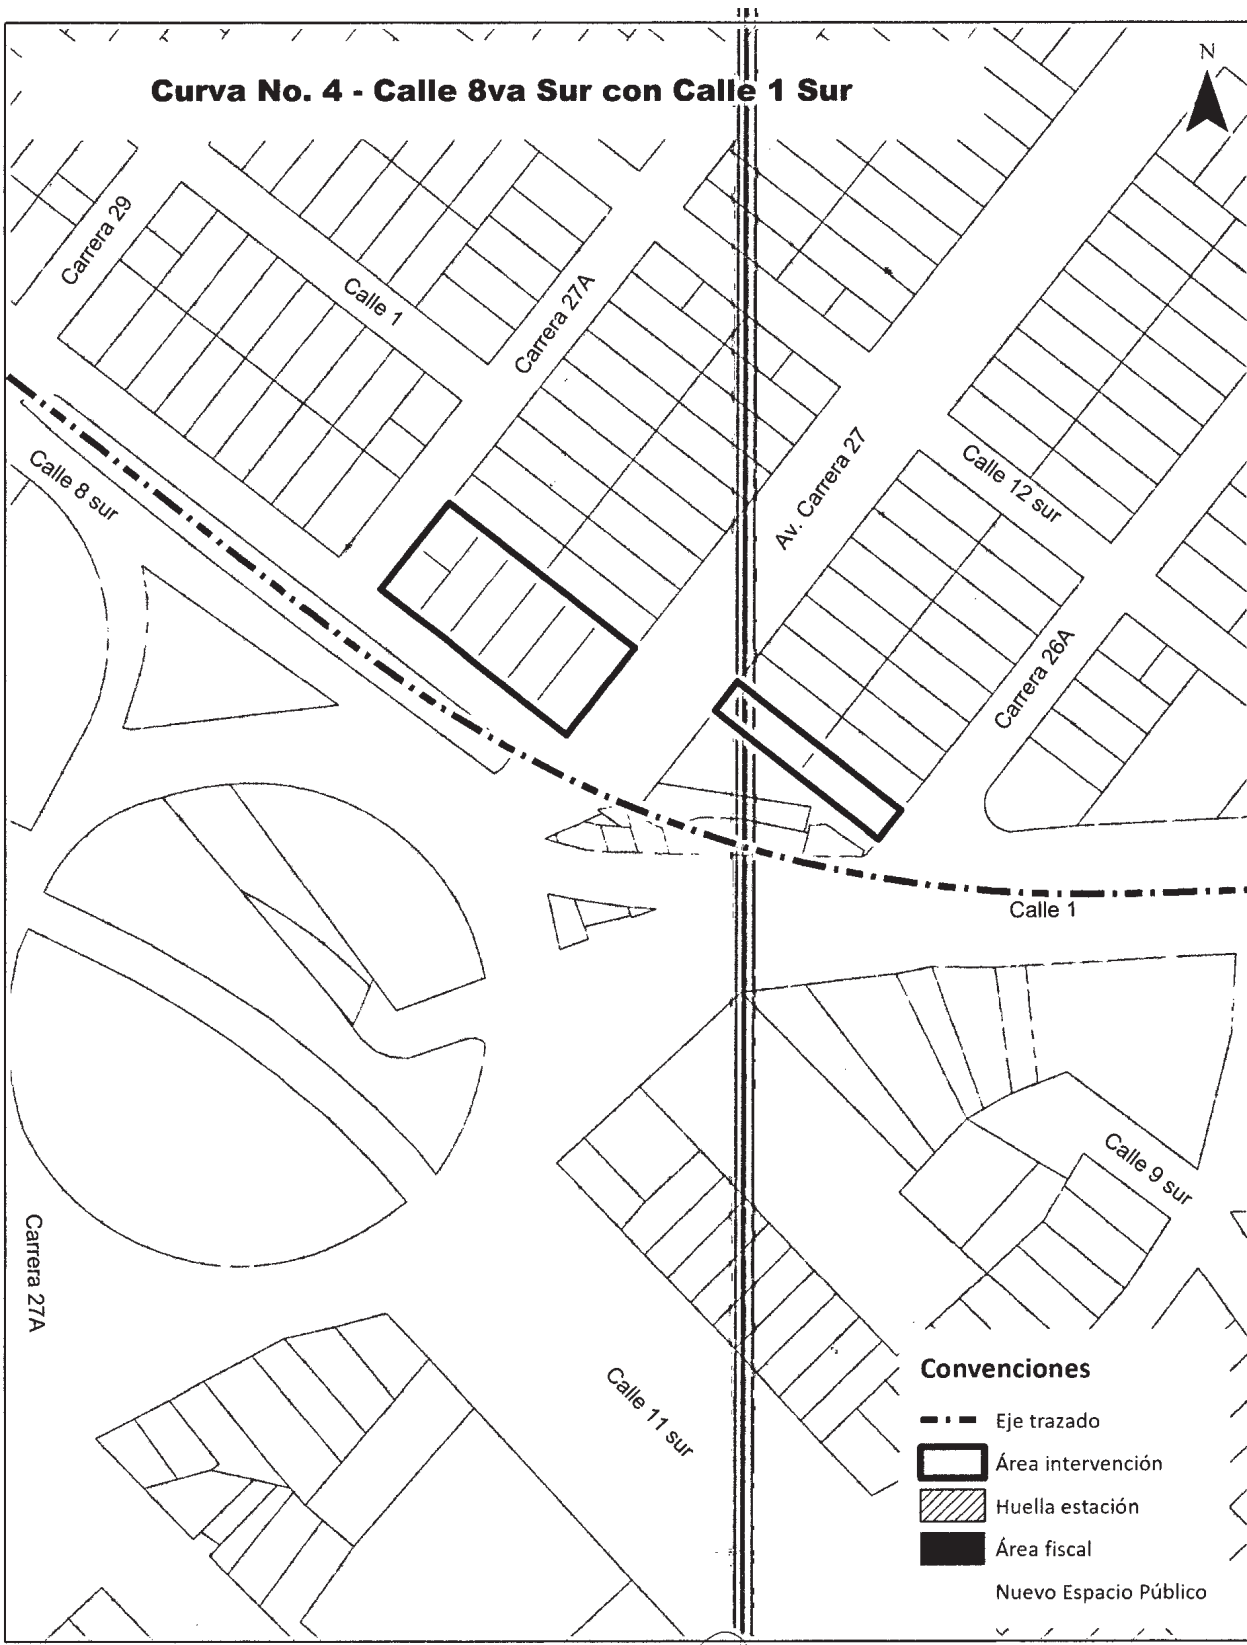 N
Curva No. 4 - Calle 8va Sur con Calle 1 Sur
Carrera 29
Calle 1
Carrera 27A
Calle 8 sur
Av. Carrera 27
Calle 12 sur
Carrera 26A
Calle 1
Calle 9 sur
Carrera 27A
Calle 11 sur
Convenciones
Eje trazado
Área intervención
Huella estación
Área fiscal
Nuevo Espacio Público